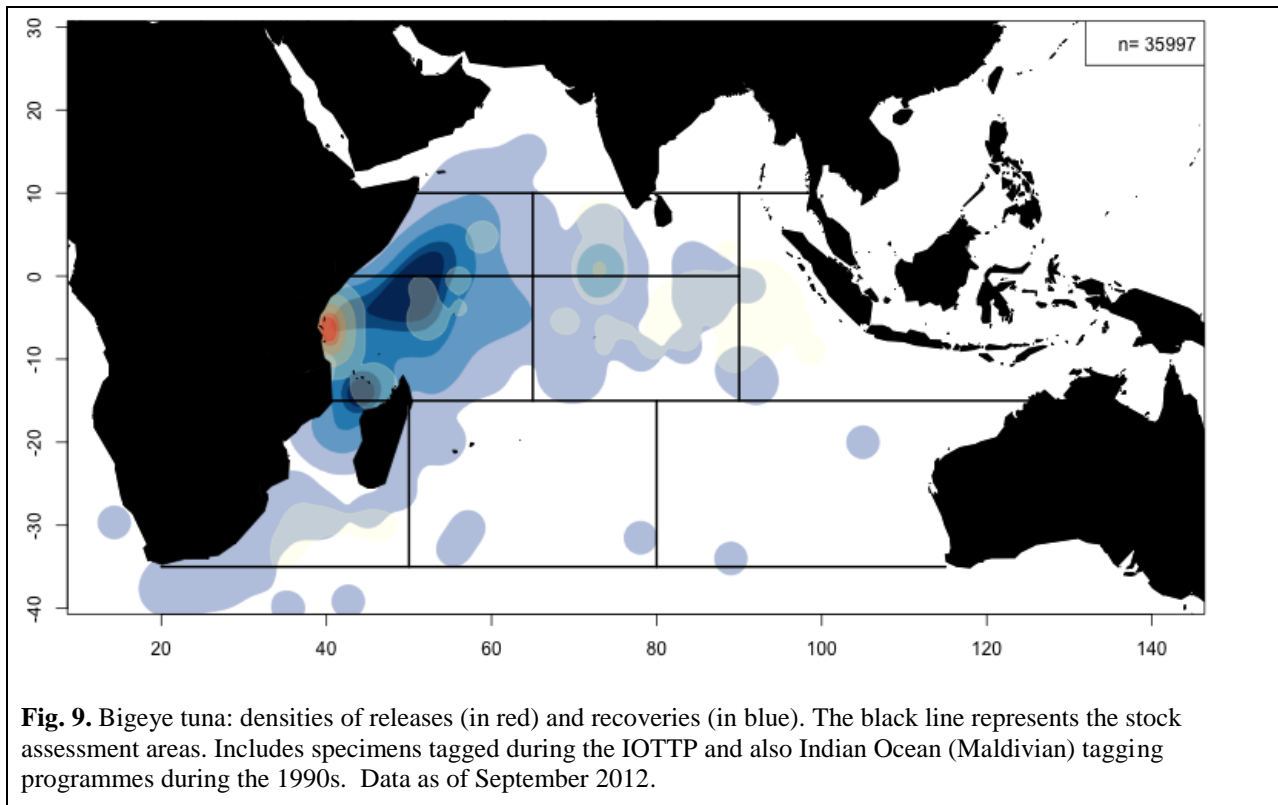 n= 35997
30
20
10
0
-10
-20
-30
-40
20 40 60 80 100 120 140
Fig. 9. Bigeye tuna: densities of releases (in red) and recoveries (in blue). The black line represents the stock
assessment areas. Includes specimens tagged during the IOTTP and also Indian Ocean (Maldivian) tagging
programmes during the 1990s.  Data as of September 2012.